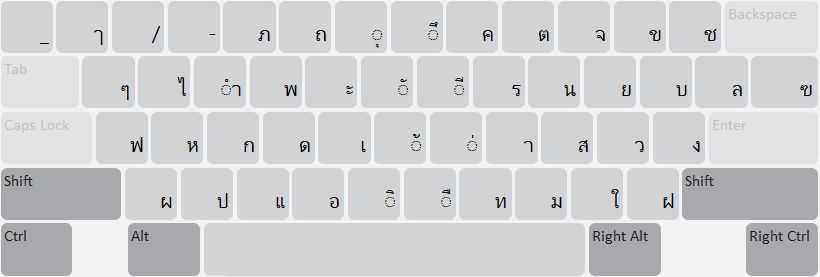 _ ๅ / - ภ ถ ◌ุ ◌ึ ค ต จ ข ช Backspace
Tab ๆ ไ ◌ำ พ ะ ◌ั ◌ี ร น ย บ ล ฃ
Caps Lock ฟ ห ก ด เ ◌้ ◌่ า ส ว ง Enter
Shift ผ ป แ อ ◌ิ ◌ื ท ม ใ ฝ Shift
Ctrl Alt Right Alt Right Ctrl